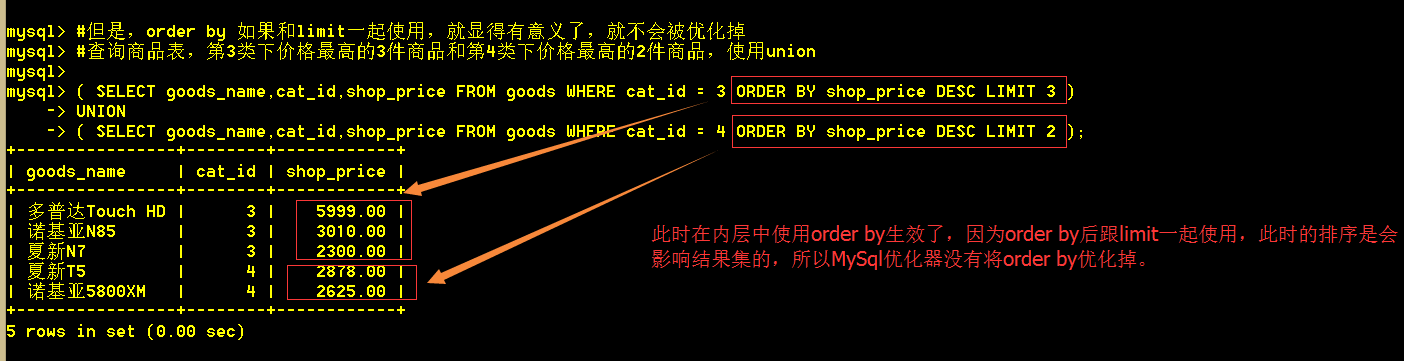 mysql> #但是，order by 如果和limit一起使用，就显得有意义了，就不会被优化掉
mysql> #查询商品表，第3类下价格最高的3件商品和第4类下价格最高的2件商品，使用union
mysql>
mysql> ( SELECT goods_name,cat_id,shop_price FROM goods WHERE cat_id = 3 ORDER BY shop_price DESC LIMIT 3 )
    -> UNION
    -> ( SELECT goods_name,cat_id,shop_price FROM goods WHERE cat_id = 4 ORDER BY shop_price DESC LIMIT 2 );
+----------------+--------+------------+
| goods_name     | cat_id | shop_price |
+----------------+--------+------------+
| 多普达Touch HD |      3 |    5999.00 |
| 诺基亚N85      |      3 |    3010.00 |
| 夏新N7         |      3 |    2300.00 |
| 夏新T5         |      4 |    2878.00 |
| 诺基亚5800XM   |      4 |    2625.00 |
+----------------+--------+------------+
5 rows in set (0.00 sec)
此时在内层中使用order by生效了，因为order by后跟limit一起使用，此时的排序是会
影响结果集的，所以MySql优化器没有将order by优化掉。